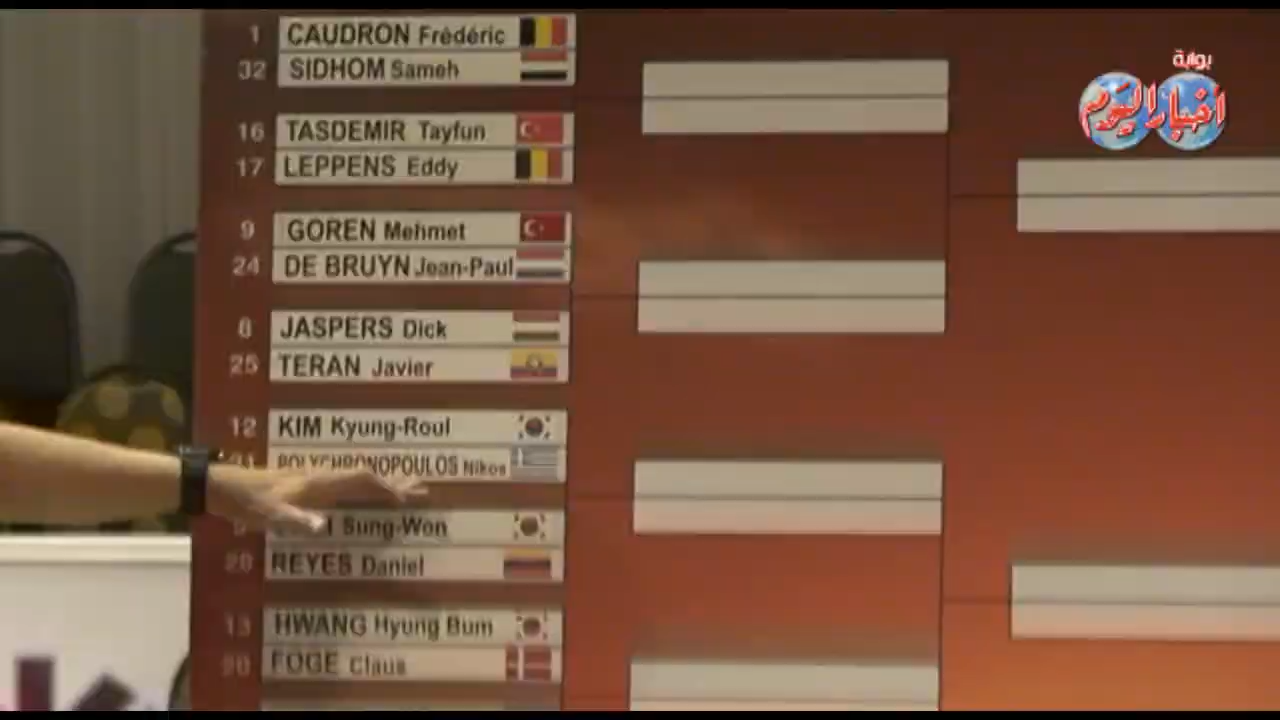 1 CAUDRON Frédéric
32 SIDHOM Sameh
16 TASDEMIR Tayfun
17 LEPPENS Eddy
9 GOREN Mehmet
24 DE BRUYN Jean-Paul
8 JASPERS Dick
25 TERAN Javier
12 KIM Kyung-Roul
POLYCHRONOPOULOS Nikos
Sung-Won
REYES Daniel
13 HWANG Hyung Bum
20 FOGE Claus
بوابة
أخبار اليوم